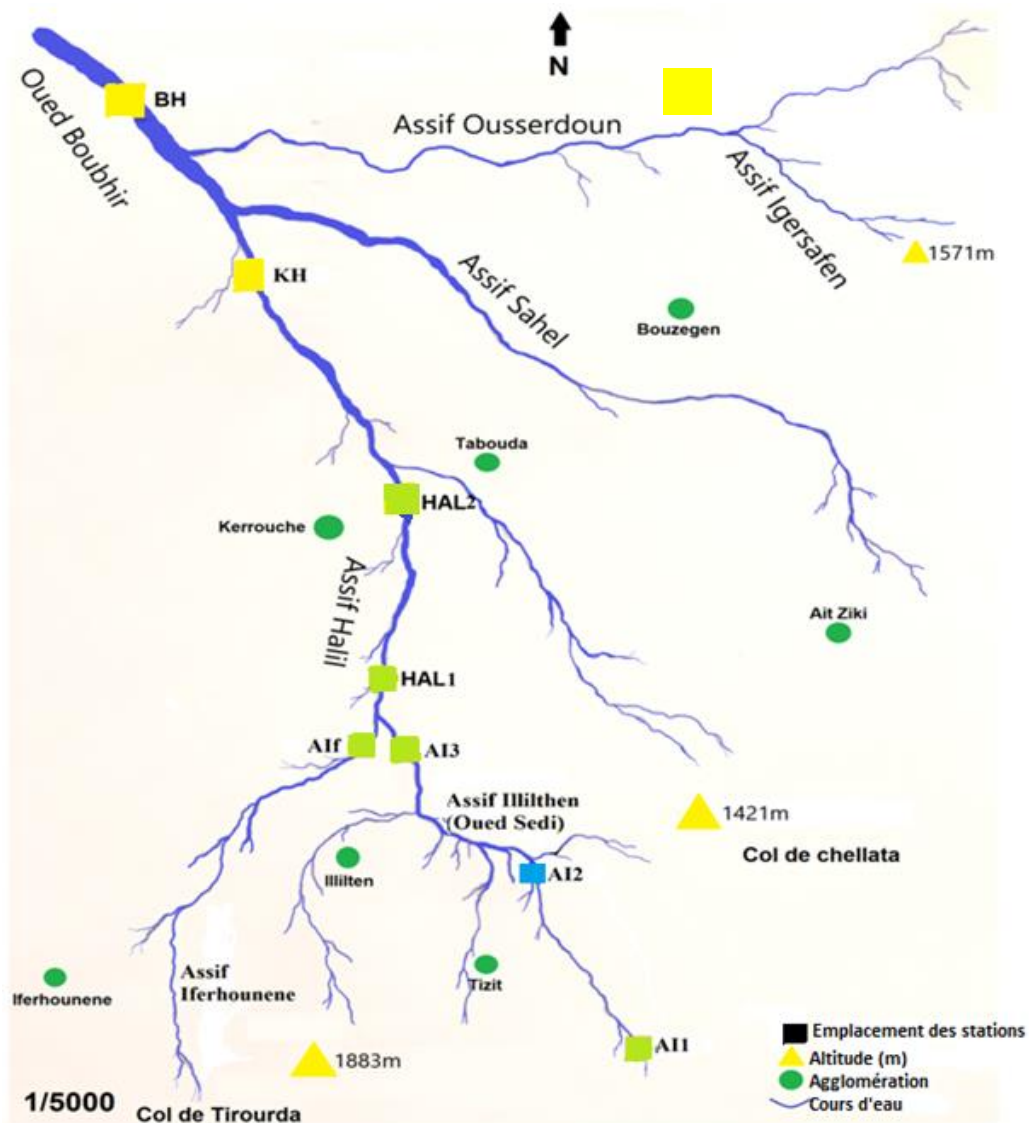 N
BH
Oued Boubhir
Assif Ousserdoun
Assif Igersafen
1571m
KH
Assif Sahel
Bouzegen
Tabouda
HAL2
Kerrouche
Assif Halil
Ait Ziki
HAL1
AIf
AI3
Assif Illilthen
(Oued Sedi)
1421m
Col de chellata
Illilten
AI2
Assif
Iferhounene
Tizit
Iferhounene
AI1
1883m
Emplacement des stations
Altitude (m)
Agglomération
Cours d'eau
1/5000
Col de Tirourda